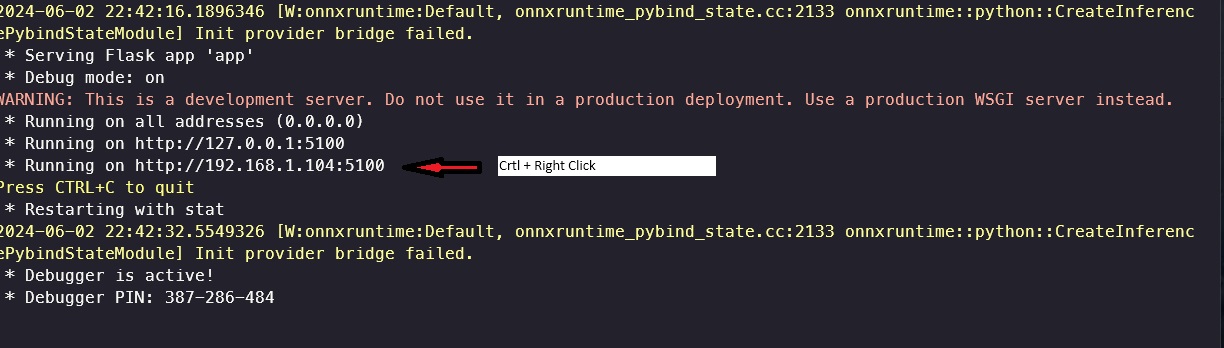 2024-06-02 22:42:16.1896346 [W:onnxruntime:Default, onnxruntime_pybind_state.cc:2133 onnxruntime::python::CreateInferenc
ePybindStateModule] Init provider bridge failed.
* Serving Flask app 'app'
* Debug mode: on
WARNING: This is a development server. Do not use it in a production deployment. Use a production WSGI server instead.
* Running on all addresses (0.0.0.0)
* Running on http://127.0.0.1:5100
* Running on http://192.168.1.104:5100 Crtl + Right Click
Press CTRL+C to quit
* Restarting with stat
2024-06-02 22:42:32.5549326 [W:onnxruntime:Default, onnxruntime_pybind_state.cc:2133 onnxruntime::python::CreateInferenc
ePybindStateModule] Init provider bridge failed.
* Debugger is active!
* Debugger PIN: 387-286-484